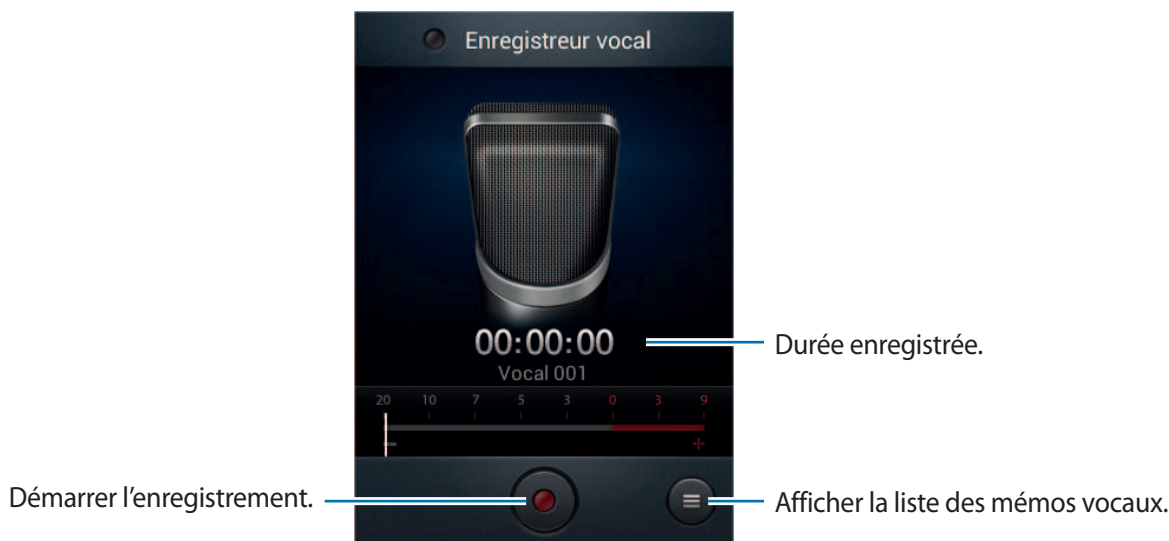 Enregistreur vocal
00:00:00
Durée enregistrée.
Vocal 001
20 10 7 5 3 0 3 9
- +
Démarrer l'enregistrement.
Afficher la liste des mémos vocaux.